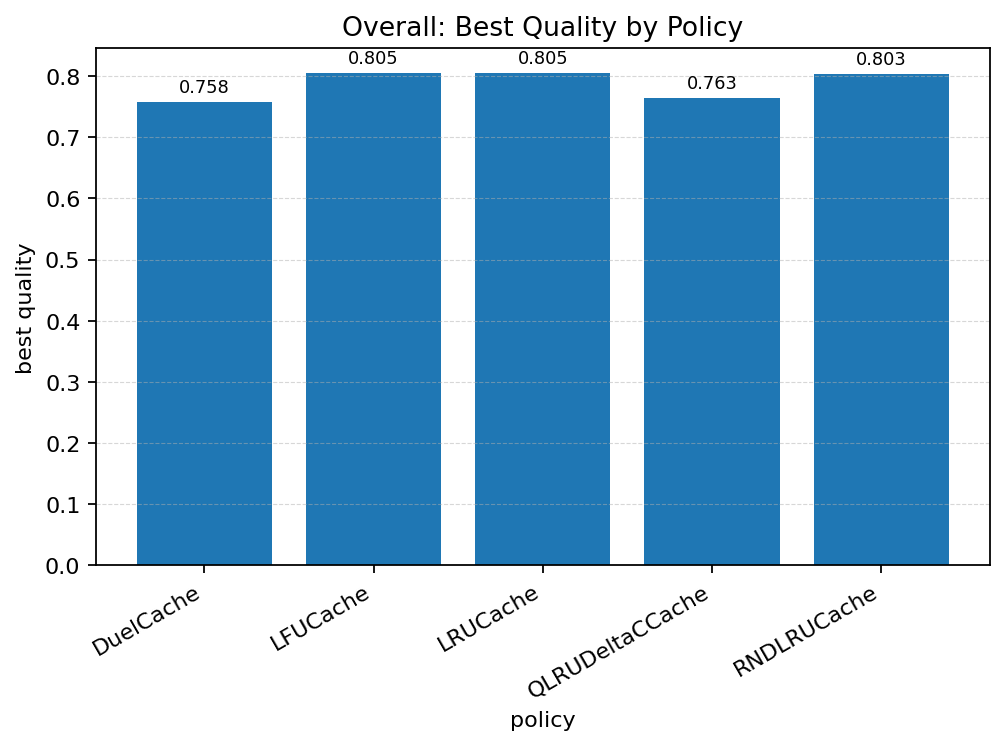 Overall: Best Quality by Policy
0.758
0.805
0.805
0.763
0.803
best quality
0.8
0.7
0.6
0.5
0.4
0.3
0.2
0.1
0.0
DuelCache
LFUCache
LRUCache
QLRUDeltaCCache
RNDLRUCache
policy